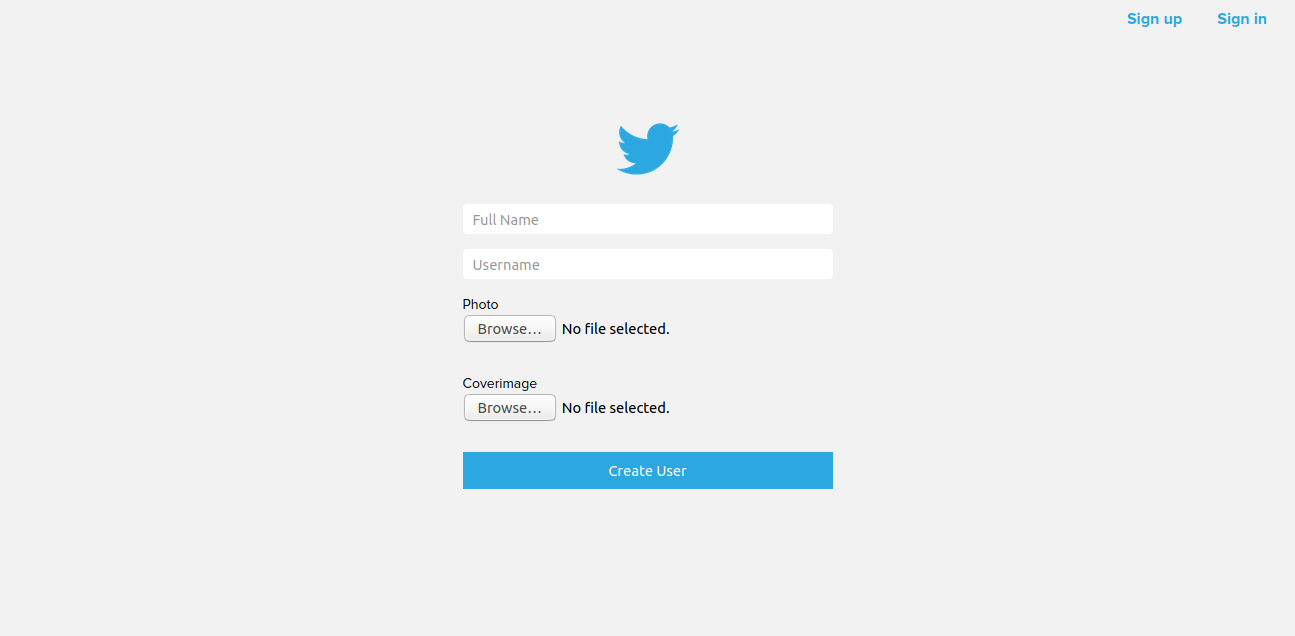 Sign up Sign in
Full Name
Username
Photo
Browse... No file selected.
Coverimage
Browse... No file selected.
Create User